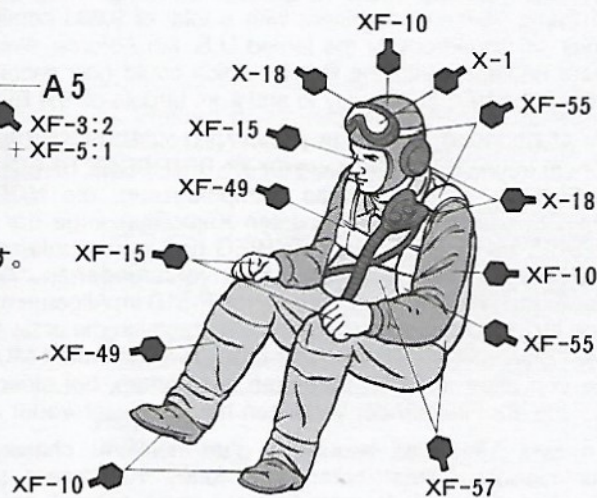 XF-10
X-18
X-1
A5
XF-3:2
+ XF-5:1
XF-55
XF-15
XF-49
X-18
す。
XF-15
XF-10
XF-55
XF-49
XF-10
XF-57